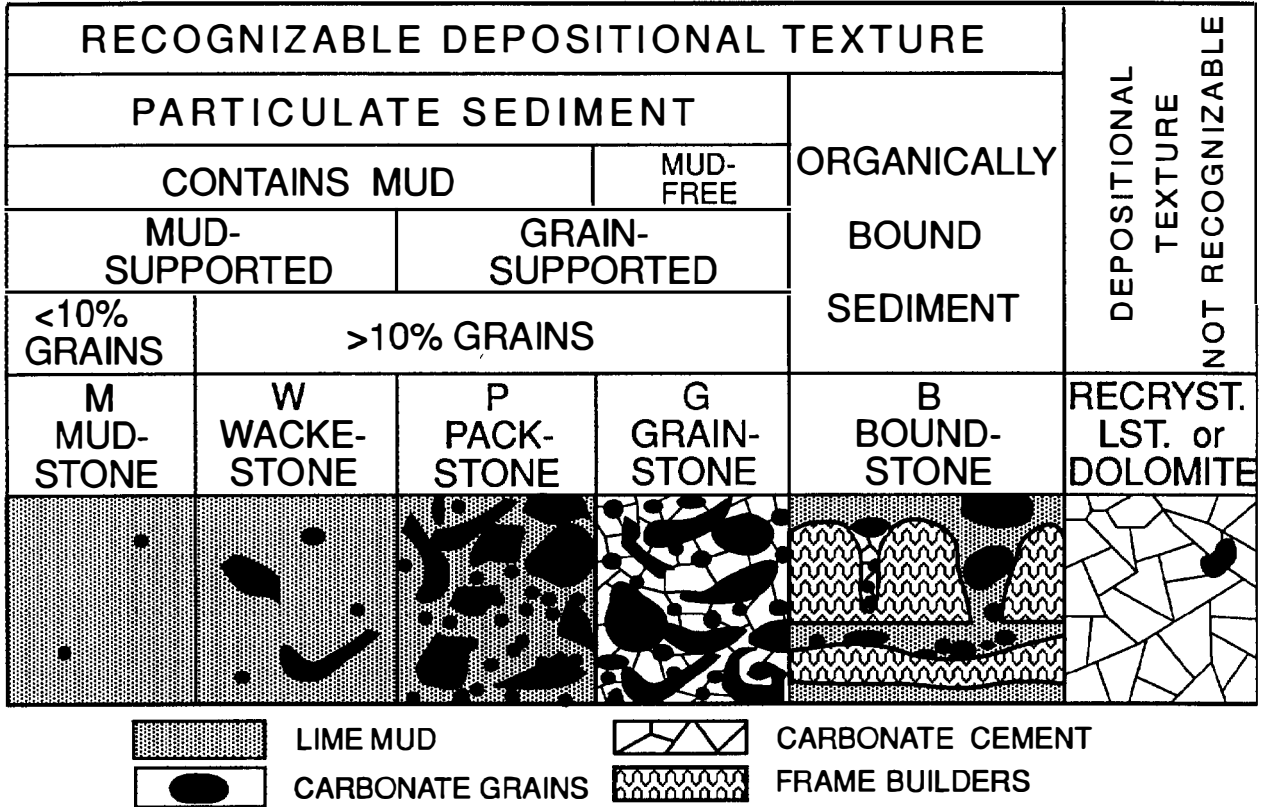 RECOGNIZABLE DEPOSITIONAL TEXTURE
DEPOSITIONAL
TEXTURE
NOT RECOGNIZABLE
PARTICULATE SEDIMENT
ORGANICALLY
BOUND
SEDIMENT
CONTAINS MUD
MUD-
FREE
MUD-
SUPPORTED
GRAIN-
SUPPORTED
<10%
GRAINS
>10% GRAINS
M
MUD-
STONE
W
WACKE-
STONE
P
PACK-
STONE
G
GRAIN-
STONE
B
BOUND-
STONE
RECRYST.
LST. or
DOLOMITE
LIME MUD
CARBONATE CEMENT
CARBONATE GRAINS
FRAME BUILDERS